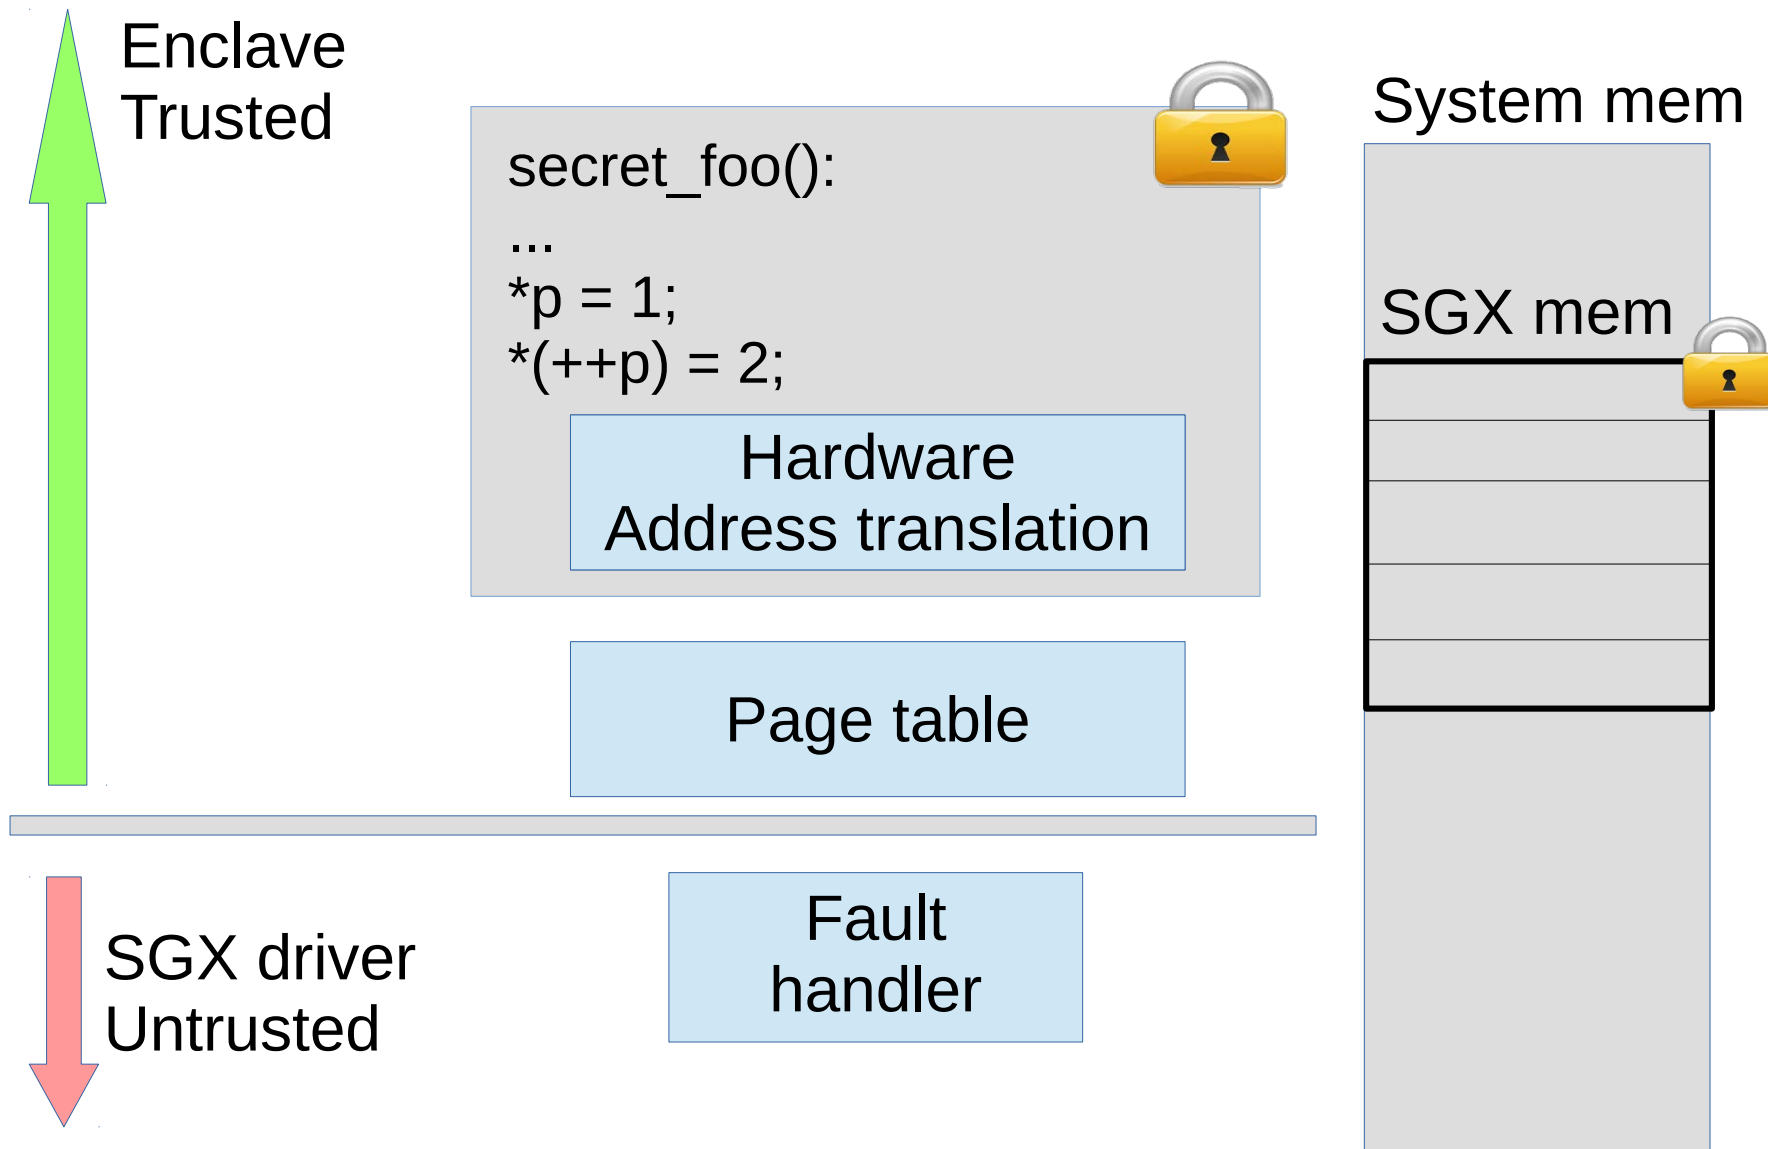 Enclave
Trusted
secret_foo():
...
*p = 1;
*(++p) = 2;
Hardware
Address translation
Page table
System mem
SGX mem
SGX driver
Untrusted
Fault
handler